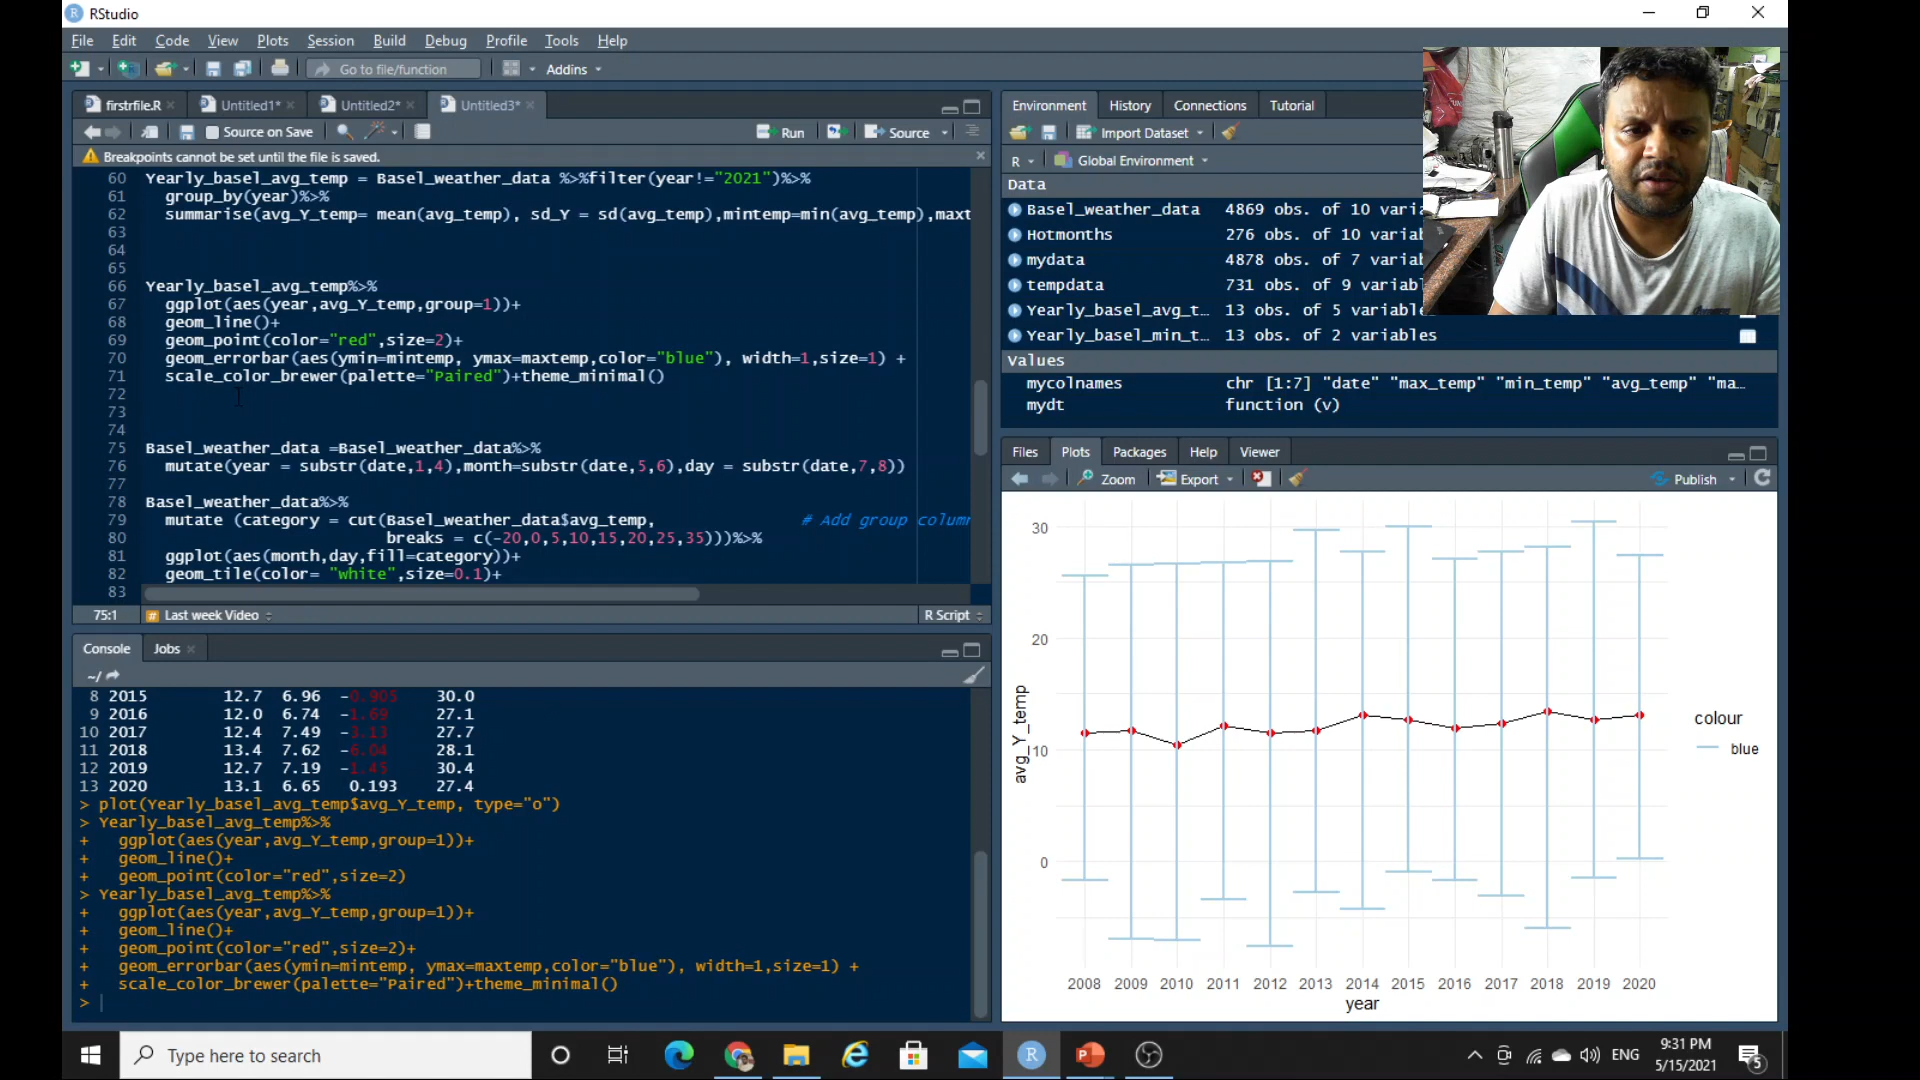 RStudio
File Edit Code View Plots Session Build Debug Profile Tools Help
Go to file/function Addins
firstrfile.R Untitled1* Untitled2* Untitled3*
Source on Save Run Source
Breakpoints cannot be set until the file is saved.
60 Yearly_basel_avg_temp = Basel_weather_data %>%filter(year!="2021")%>%
61 group_by(year)%>%
62 summarise(avg_Y_temp= mean(avg_temp), sd_Y = sd(avg_temp),mintemp=min(avg_temp),maxt
63
64
65
66 Yearly_basel_avg_temp%>%
67 ggplot(aes(year,avg_Y_temp,group=1))+
68 geom_line()+
69 geom_point(color="red",size=2)+
70 geom_errorbar(aes(ymin=mintemp, ymax=maxtemp,color="blue"), width=1,size=1) +
71 scale_color_brewer(palette="Paired")+theme_minimal()
72
73
74
75 Basel_weather_data =Basel_weather_data%>%
76 mutate(year = substr(date,1,4),month=substr(date,5,6),day = substr(date,7,8))
77
78 Basel_weather_data%>%
79 mutate (category = cut(Basel_weather_data$avg_temp, # Add group column
80 breaks = c(-20,0,5,10,15,20,25,35)))%>%
81 ggplot(aes(month,day,fill=category))+
82 geom_tile(color= "white",size=0.1)+
83
75:1 Last week Video R Script
Console Jobs
~/
8 2015 12.7 6.96 -0.905 30.0
9 2016 12.0 6.74 -1.69 27.1
10 2017 12.4 7.49 -3.13 27.7
11 2018 13.4 7.62 -6.04 28.1
12 2019 12.7 7.19 -1.45 30.4
13 2020 13.1 6.65 0.193 27.4
> plot(Yearly_basel_avg_temp$avg_Y_temp, type="o")
> Yearly_basel_avg_temp%>%
+ ggplot(aes(year,avg_Y_temp,group=1))+
+ geom_line()+
+ geom_point(color="red",size=2)
> Yearly_basel_avg_temp%>%
+ ggplot(aes(year,avg_Y_temp,group=1))+
+ geom_line()+
+ geom_point(color="red",size=2)+
+ geom_errorbar(aes(ymin=mintemp, ymax=maxtemp,color="blue"), width=1,size=1) +
+ scale_color_brewer(palette="Paired")+theme_minimal()
>
Environment History Connections Tutorial
Import Dataset
R Global Environment
Data
Basel_weather_data 4869 obs. of 10 varia
Hotmonths 276 obs. of 10 variab
mydata 4878 obs. of 7 varia
tempdata 731 obs. of 9 variab
Yearly_basel_avg_t… 13 obs. of 5 variable
Yearly_basel_min_t… 13 obs. of 2 variables
Values
mycolnames chr [1:7] "date" "max_temp" "min_temp" "avg_temp" "ma…
mydt function (v)
Files Plots Packages Help Viewer
Zoom Export Publish
30
20
10
0
avg_Y_temp
2008 2009 2010 2011 2012 2013 2014 2015 2016 2017 2018 2019 2020
year
colour
blue
Type here to search
ENG
9:31 PM
5/15/2021
5